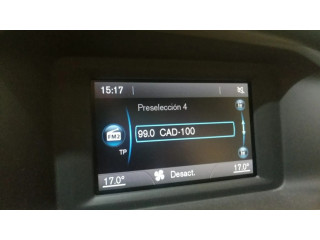 15:17
Preselección 4
99.0 CAD-100
FM2
TP
17.0°
Desact.
17.0°